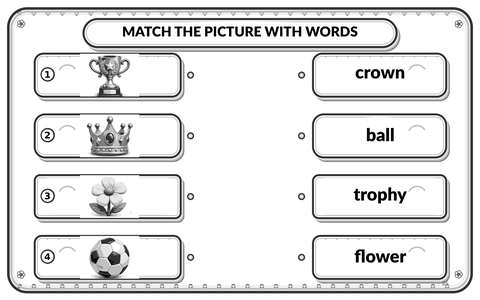 MATCH THE PICTURE WITH WORDS
1 crown
2 ball
3 trophy
4 flower